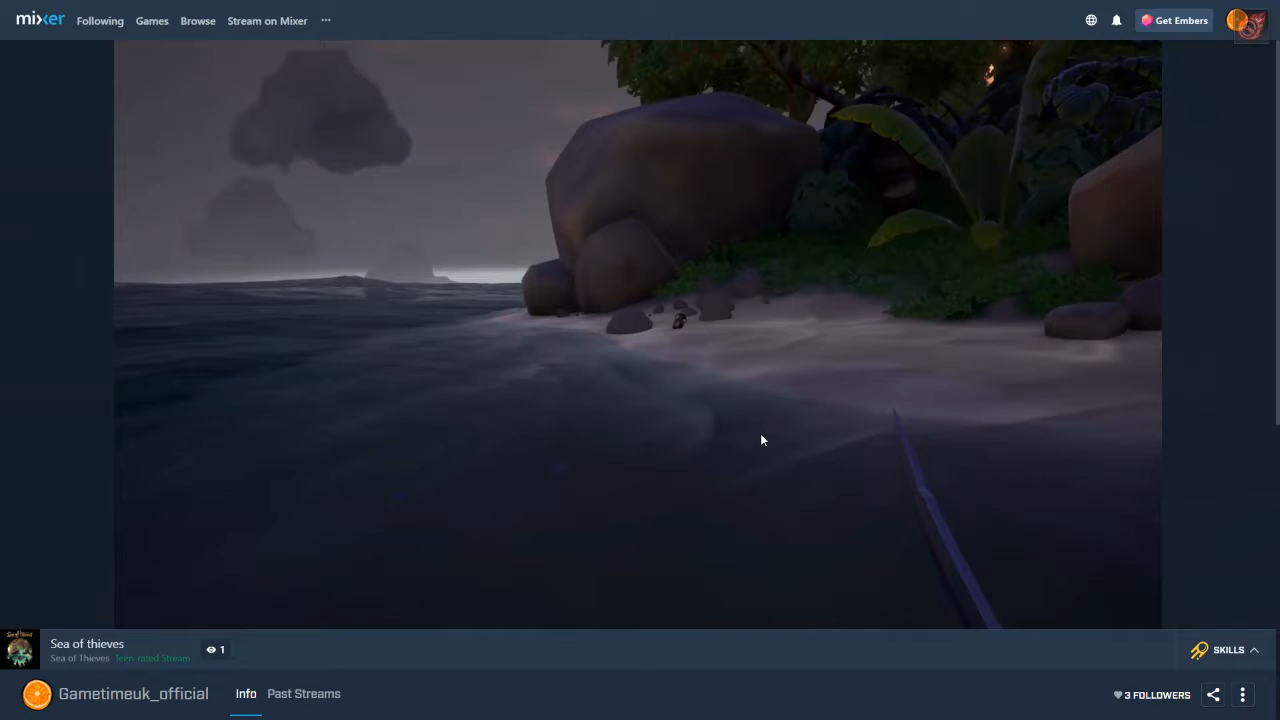 mixer Following Games Browse Stream on Mixer ··· Get Embers
Sea of thieves
Sea of Thieves Teen-rated Stream 1 SKILLS
Gametimeuk_official Info Past Streams 3 FOLLOWERS